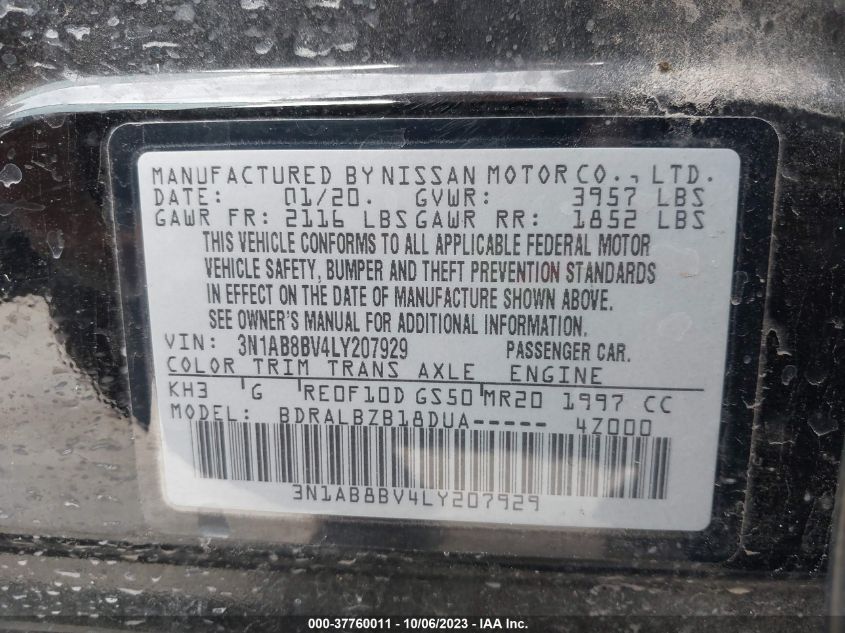 MANUFACTURED BY NISSAN MOTOR CO., LTD.
DATE: 01/20. GVWR: 3957 LBS
GAWR FR: 2116 LBS GAWR RR: 1852 LBS
THIS VEHICLE CONFORMS TO ALL APPLICABLE FEDERAL MOTOR
VEHICLE SAFETY, BUMPER AND THEFT PREVENTION STANDARDS
IN EFFECT ON THE DATE OF MANUFACTURE SHOWN ABOVE.
SEE OWNER'S MANUAL FOR ADDITIONAL INFORMATION.
VIN: 3N1AB8BV4LY207929 PASSENGER CAR.
COLOR TRIM TRANS AXLE ENGINE
KH3 G RE0F10D GS50 MR20 1997 CC
MODEL: BDRALBZB18DUA----- 4Z000
3N1AB8BV4LY207929
000-37760011 - 10/06/2023 - IAA Inc.